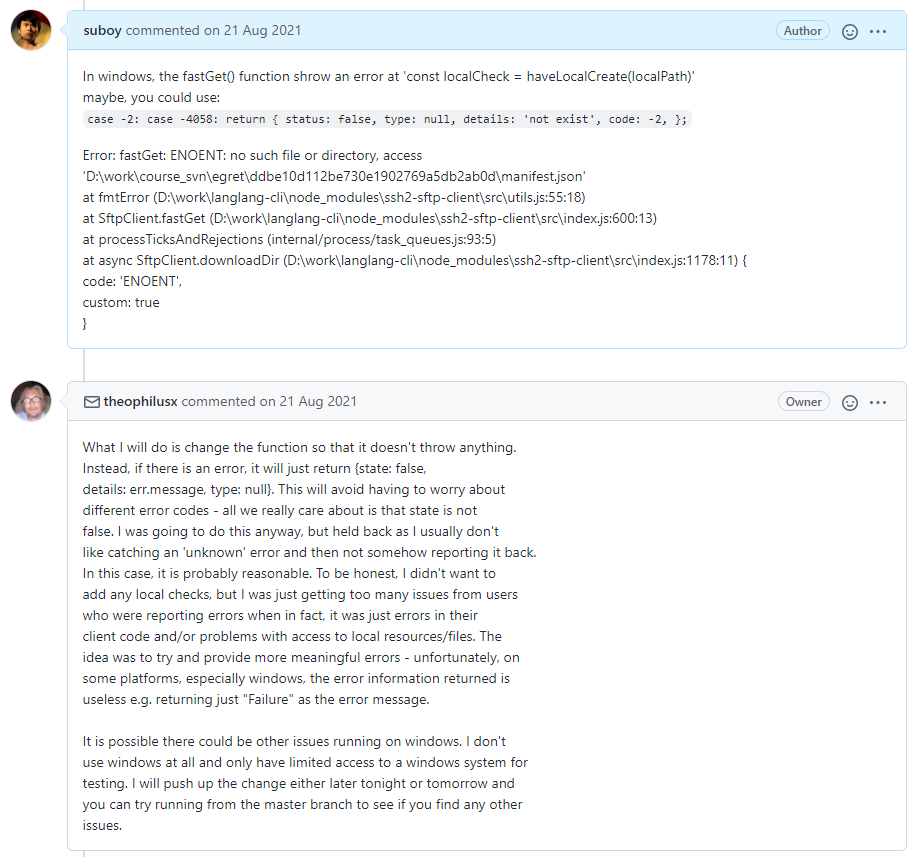 suboy commented on 21 Aug 2021 Author
In windows, the fastGet() function shrow an error at 'const localCheck = haveLocalCreate(localPath)'
maybe, you could use:
case -2: case -4058: return { status: false, type: null, details: 'not exist', code: -2, };
Error: fastGet: ENOENT: no such file or directory, access
'D:\work\course_svn\egret\ddbe10d112be730e1902769a5db2ab0d\manifest.json'
at fmtError (D:\work\langlang-cli\node_modules\ssh2-sftp-client\src\utils.js:55:18)
at SftpClient.fastGet (D:\work\langlang-cli\node_modules\ssh2-sftp-client\src\index.js:600:13)
at processTicksAndRejections (internal/process/task_queues.js:93:5)
at async SftpClient.downloadDir (D:\work\langlang-cli\node_modules\ssh2-sftp-client\src\index.js:1178:11) {
code: 'ENOENT',
custom: true
}
theophilusx commented on 21 Aug 2021 Owner
What I will do is change the function so that it doesn't throw anything.
Instead, if there is an error, it will just return {state: false,
details: err.message, type: null}. This will avoid having to worry about
different error codes - all we really care about is that state is not
false. I was going to do this anyway, but held back as I usually don't
like catching an 'unknown' error and then not somehow reporting it back.
In this case, it is probably reasonable. To be honest, I didn't want to
add any local checks, but I was just getting too many issues from users
who were reporting errors when in fact, it was just errors in their
client code and/or problems with access to local resources/files. The
idea was to try and provide more meaningful errors - unfortunately, on
some platforms, especially windows, the error information returned is
useless e.g. returning just "Failure" as the error message.
It is possible there could be other issues running on windows. I don't
use windows at all and only have limited access to a windows system for
testing. I will push up the change either later tonight or tomorrow and
you can try running from the master branch to see if you find any other
issues.